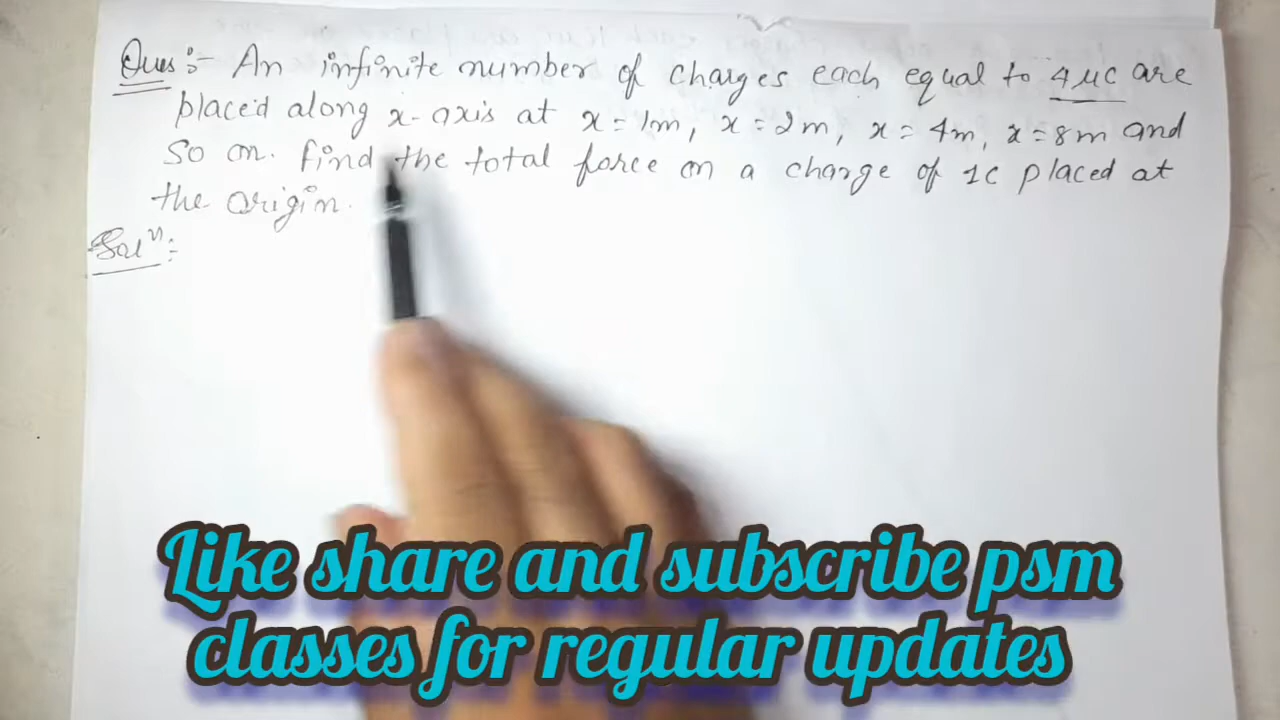 Ques :- An infinite number of charges each equal to 4μc are
placed along x-axis at x=1m, x=2m, x=4m, x=8m and
so on. find the total force on a charge of 1c placed at
the origin.
Solⁿ :-
Like share and subscribe psm
classes for regular updates